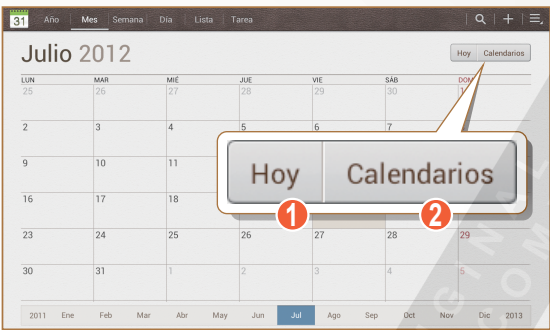 31 Año Mes Semana Día Lista Tarea
Julio 2012
Hoy Calendarios
LUN MAR MIÉ JUE VIE SÁB DOM
25 26 27 28 29 30 1
2 3 4 5 6 7
Hoy Calendarios
1 2
9 10 11
16 17 18
23 24 25 26 27 28 29
30 31 1 2 3 4 5
2011 Ene Feb Mar Abr May Jun Jul Ago Sep Oct Nov Dic 2013